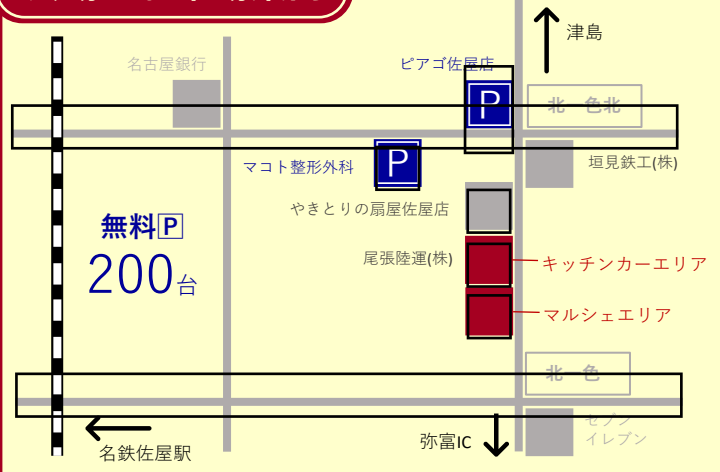 津島
名古屋銀行
ピアゴ佐屋店
P
北一色北
マコト整形外科
P
垣見鉄工(株)
やきとりの扇屋佐屋店
無料P
200台
尾張陸運(株)
キッチンカーエリア
マルシェエリア
北一色
セブン
イレブン
弥富IC
名鉄佐屋駅